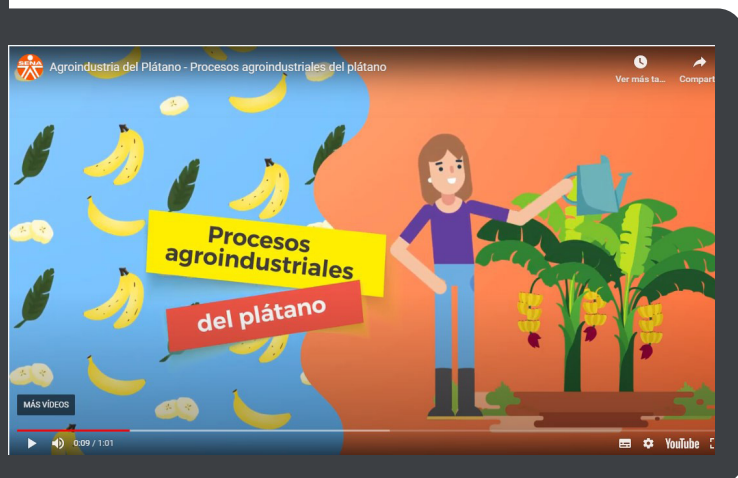 SENA
Agroindustria del Plátano - Procesos agroindustriales del plátano
Ver más ta...
Compart
Procesos
agroindustriales
del plátano
MÁS VÍDEOS
0:09 / 1:01
YouTube